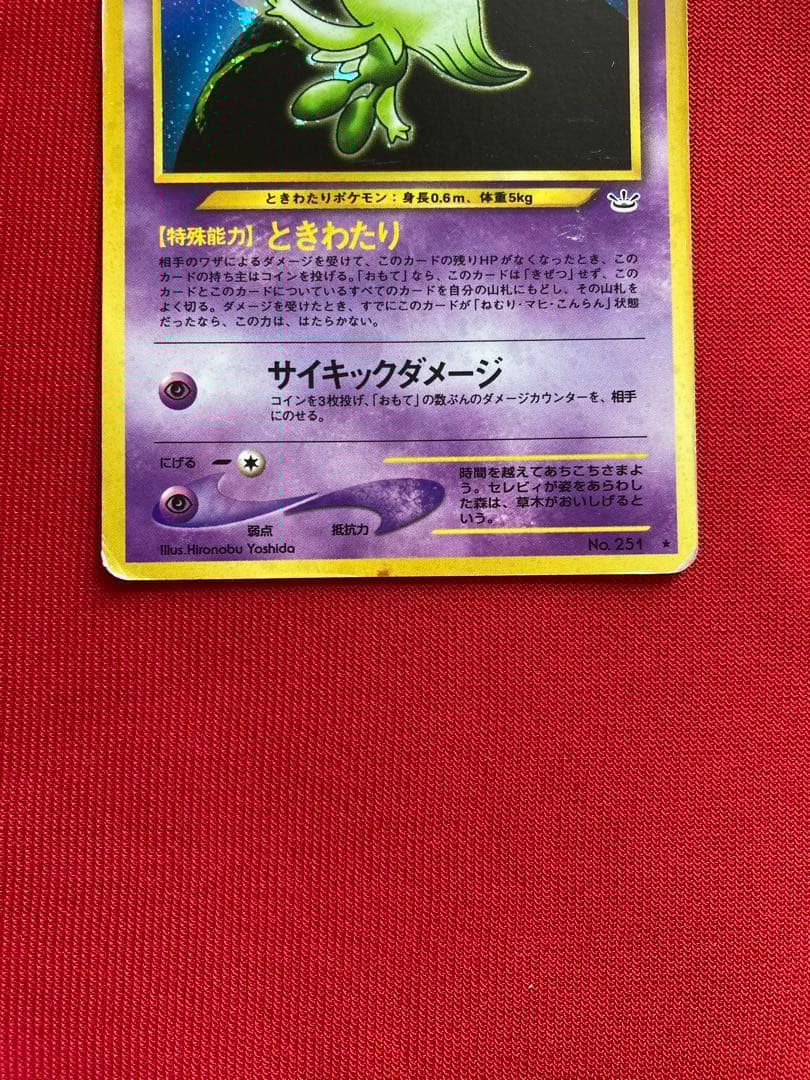 ときわたりポケモン：身長0.6m、体重5kg
【特殊能力】ときわたり
相手のワザによるダメージを受けて、このカードの残りHPがなくなったとき、この
カードの持ち主はコインを投げる。「おもて」なら、このカードは「きぜつ」せず、この
カードとこのカードについているすべてのカードを自分の山札にもどし、その山札を
よく切る。ダメージを受けたとき、すでにこのカードが「ねむり・マヒ・こんらん」状態
だったなら、この力は、はたらかない。
サイキックダメージ
コインを3枚投げ、「おもて」の数ぶんのダメージカウンターを、相手
にのせる。
にげる
弱点
抵抗力
時間を越えてあちこちさまよ
う。セレビィが姿をあらわし
た森は、草木がおいしげると
いう。
Illus.Hironobu Yoshida
No. 251 ★